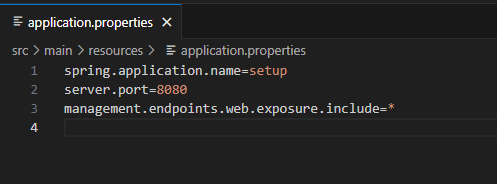 application.properties
src > main > resources > application.properties
1 spring.application.name=setup
2 server.port=8080
3 management.endpoints.web.exposure.include=*
4